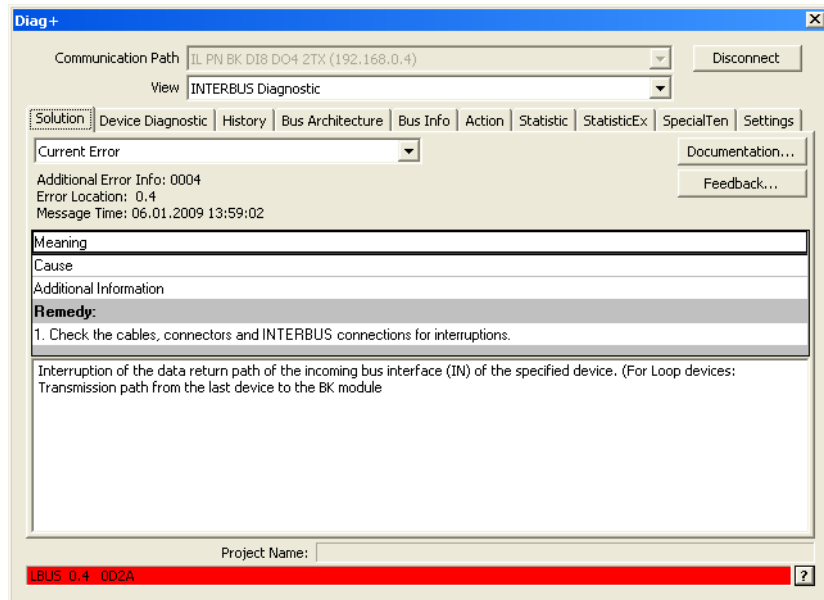 Diag+
Communication Path IL PN BK DI8 DO4 2TX (192.168.0.4) Disconnect
View INTERBUS Diagnostic
Solution Device Diagnostic History Bus Architecture Bus Info Action Statistic StatisticEx SpecialTen Settings
Current Error Documentation...
Additional Error Info: 0004 Feedback...
Error Location: 0.4
Message Time: 06.01.2009 13:59:02
Meaning
Cause
Additional Information
Remedy:
1. Check the cables, connectors and INTERBUS connections for interruptions.
Interruption of the data return path of the incoming bus interface (IN) of the specified device. (For Loop devices:
Transmission path from the last device to the BK module
Project Name:
LBUS 0.4 0D2A ?